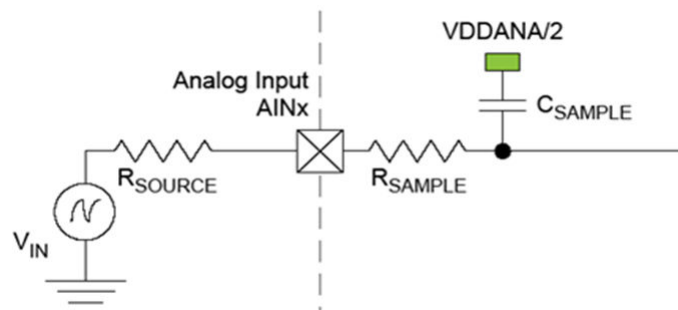 VDDANA/2
Analog Input
AINx
CSAMPLE
RSOURCE
RSAMPLE
VIN